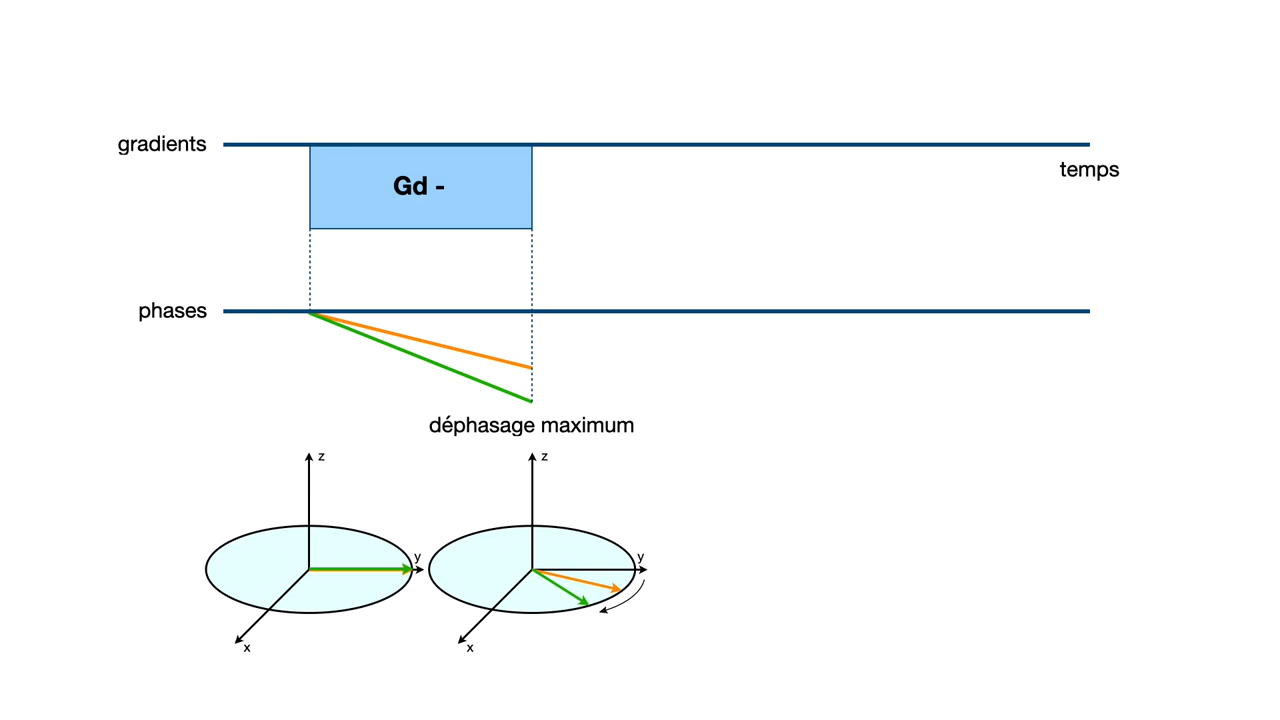 gradients
temps
Gd -
phases
déphasage maximum
z
z
y
y
x
x